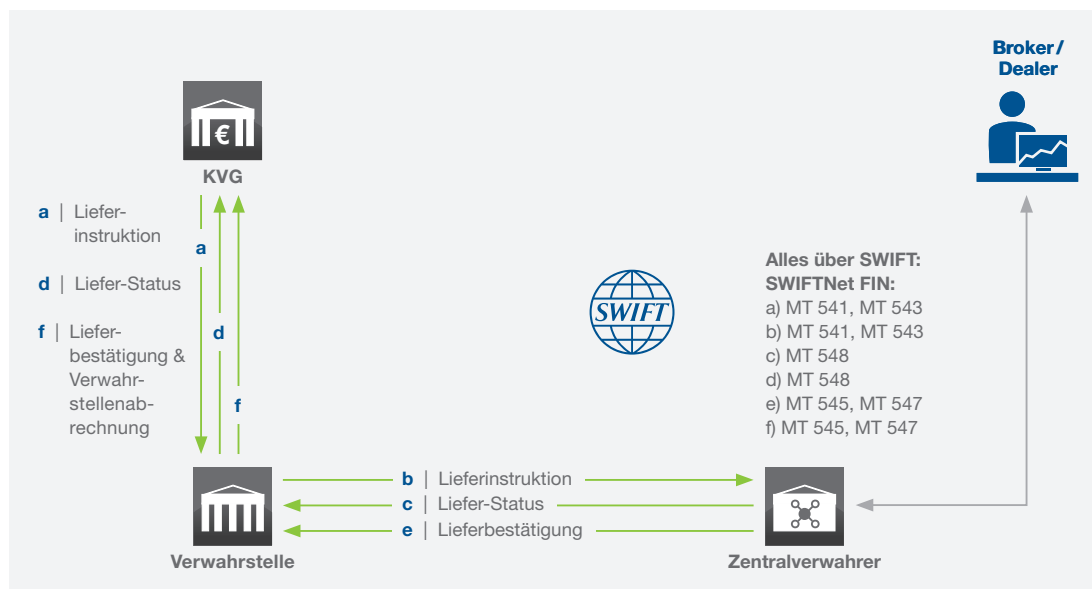 Broker/
Dealer
€
KVG
a | Liefer-
instruktion
a
d | Liefer-Status
f | Liefer-
bestätigung &
Verwahr-
stellenab-
rechnung
d
f
SWIFT
Alles über SWIFT:
SWIFTNet FIN:
a) MT 541, MT 543
b) MT 541, MT 543
c) MT 548
d) MT 548
e) MT 545, MT 547
f) MT 545, MT 547
b | Lieferinstruktion
c | Liefer-Status
e | Lieferbestätigung
Verwahrstelle
Zentralverwahrer